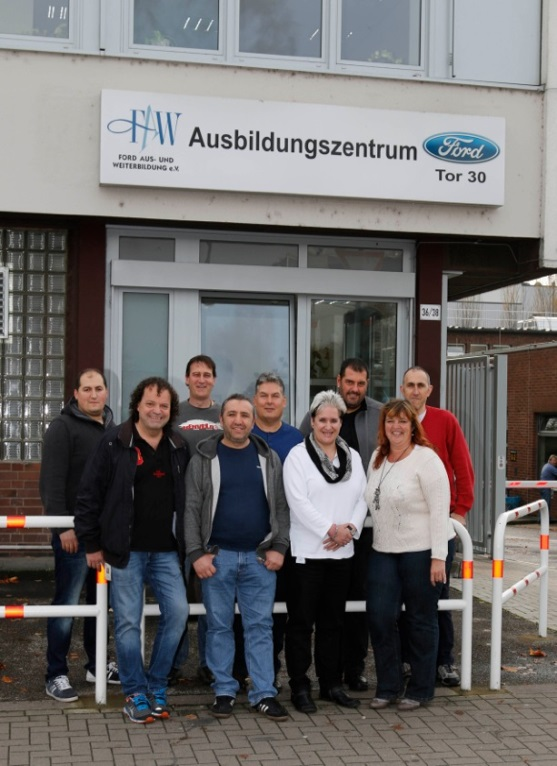 FAW
FORD AUS- UND
WEITERBILDUNG e.V.
Ausbildungszentrum
Ford
Tor 30
36/38